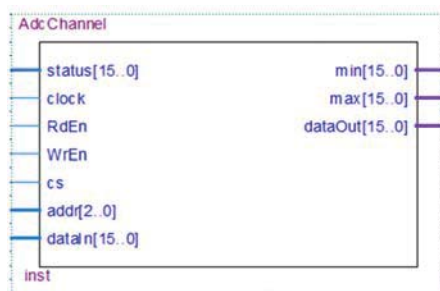 AdcChannel
status[15..0] min[15..0]
clock max[15..0]
RdEn dataOut[15..0]
WrEn
cs
addr[2..0]
dataIn[15..0]
inst